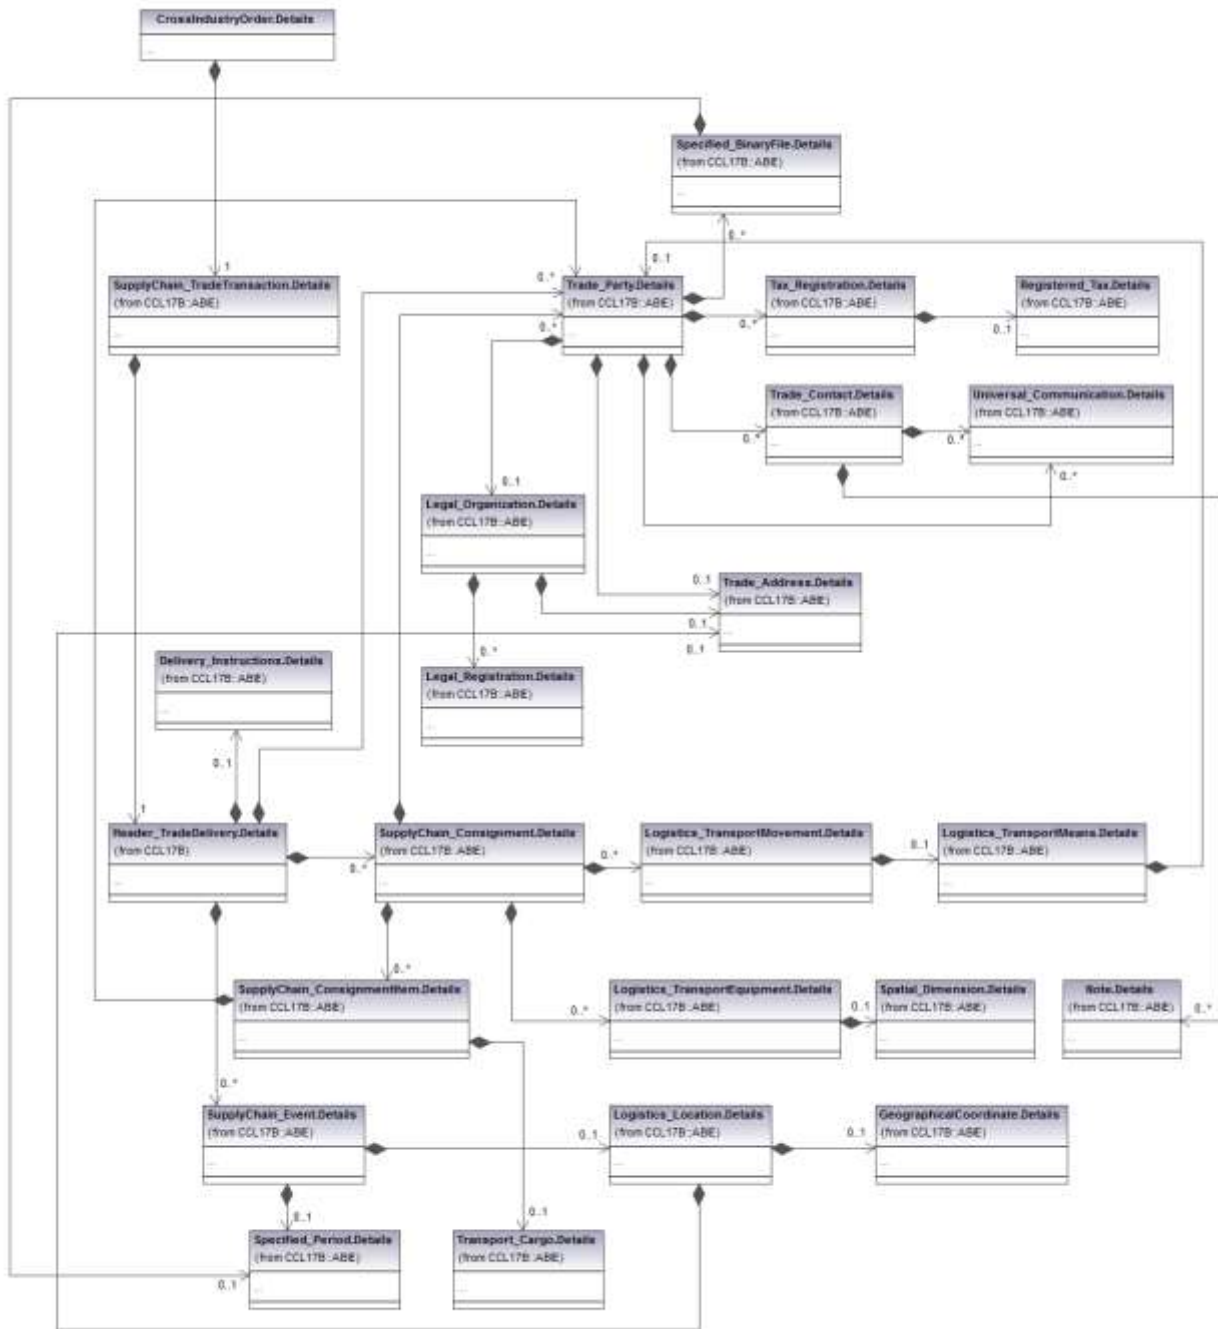 CrossIndustryOrder.Details
...
Specified_BinaryFile.Details
(from CCL17B::ABIE)
...
0..*
0..1
1
0..*
SupplyChain_TradeTransaction.Details
(from CCL17B::ABIE)
...
Trade_Party.Details
(from CCL17B::ABIE)
...
Tax_Registration.Details
(from CCL17B::ABIE)
...
Registered_Tax.Details
(from CCL17B::ABIE)
...
0..*
0..*
0..1
Trade_Contact.Details
(from CCL17B::ABIE)
...
Universal_Communication.Details
(from CCL17B::ABIE)
...
0..*
0..*
0..*
0..1
Legal_Organization.Details
(from CCL17B::ABIE)
...
Trade_Address.Details
(from CCL17B::ABIE)
...
0..1
0..1
0..1
0..*
Delivery_Instructions.Details
(from CCL17B::ABIE)
...
Legal_Registration.Details
(from CCL17B::ABIE)
...
0..1
1
Header_TradeDelivery.Details
(from CCL17B)
...
0..*
SupplyChain_Consignment.Details
(from CCL17B::ABIE)
...
0..*
Logistics_TransportMovement.Details
(from CCL17B::ABIE)
...
0..1
Logistics_TransportMeans.Details
(from CCL17B::ABIE)
...
0..*
SupplyChain_ConsignmentItem.Details
(from CCL17B::ABIE)
...
0..*
Logistics_TransportEquipment.Details
(from CCL17B::ABIE)
...
0..1
Spatial_Dimension.Details
(from CCL17B::ABIE)
...
Note.Details
(from CCL17B::ABIE)
...
0..*
0..*
SupplyChain_Event.Details
(from CCL17B::ABIE)
...
0..1
Logistics_Location.Details
(from CCL17B::ABIE)
...
0..1
GeographicalCoordinate.Details
(from CCL17B::ABIE)
...
0..1
0..1
Specified_Period.Details
(from CCL17B::ABIE)
...
0..1
Transport_Cargo.Details
(from CCL17B::ABIE)
...